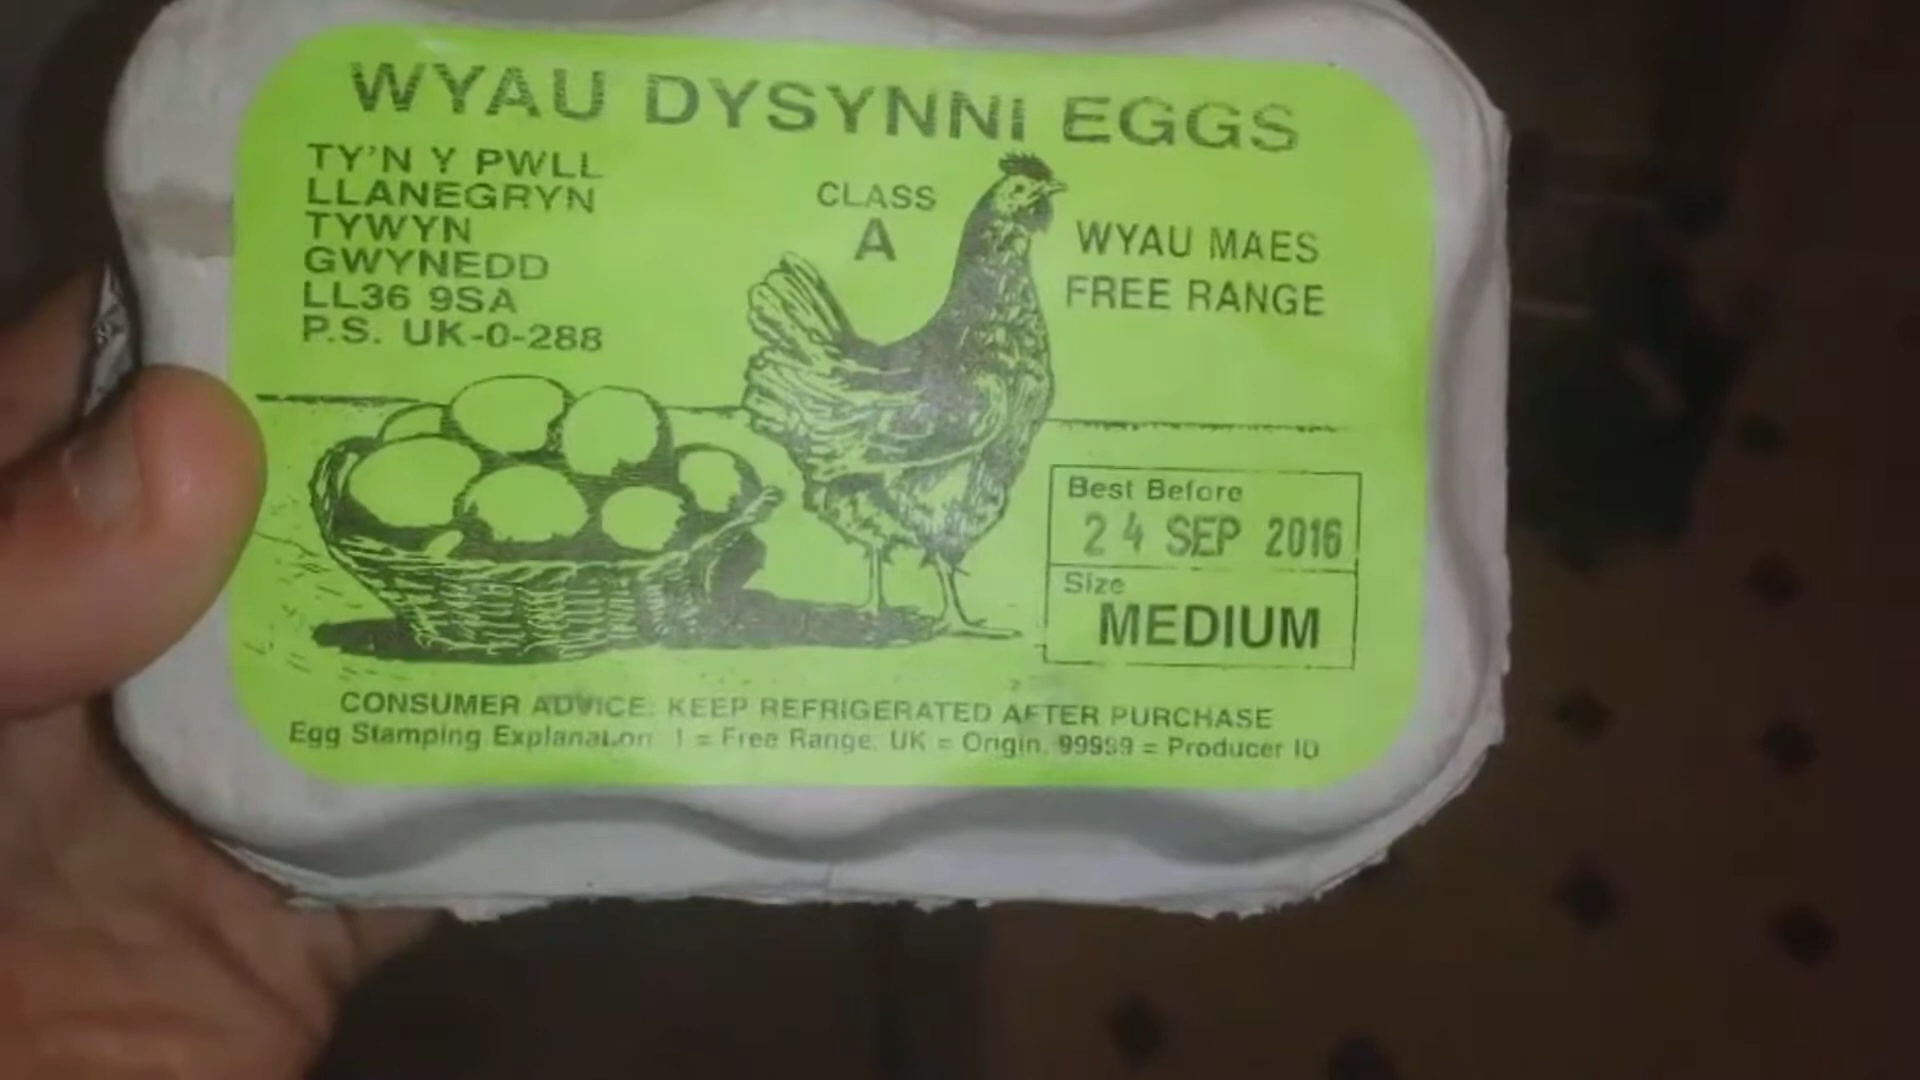 WYAU DYSYNNI EGGS
TY'N Y PWLL
LLANEGRYN
TYWYN
GWYNEDD
LL36 9SA
P.S. UK-0-288
CLASS
A
WYAU MAES
FREE RANGE
Best Before
24 SEP 2016
Size
MEDIUM
CONSUMER ADVICE: KEEP REFRIGERATED AFTER PURCHASE
Egg Stamping Explanation 1 = Free Range, UK = Origin, 99999 = Producer ID